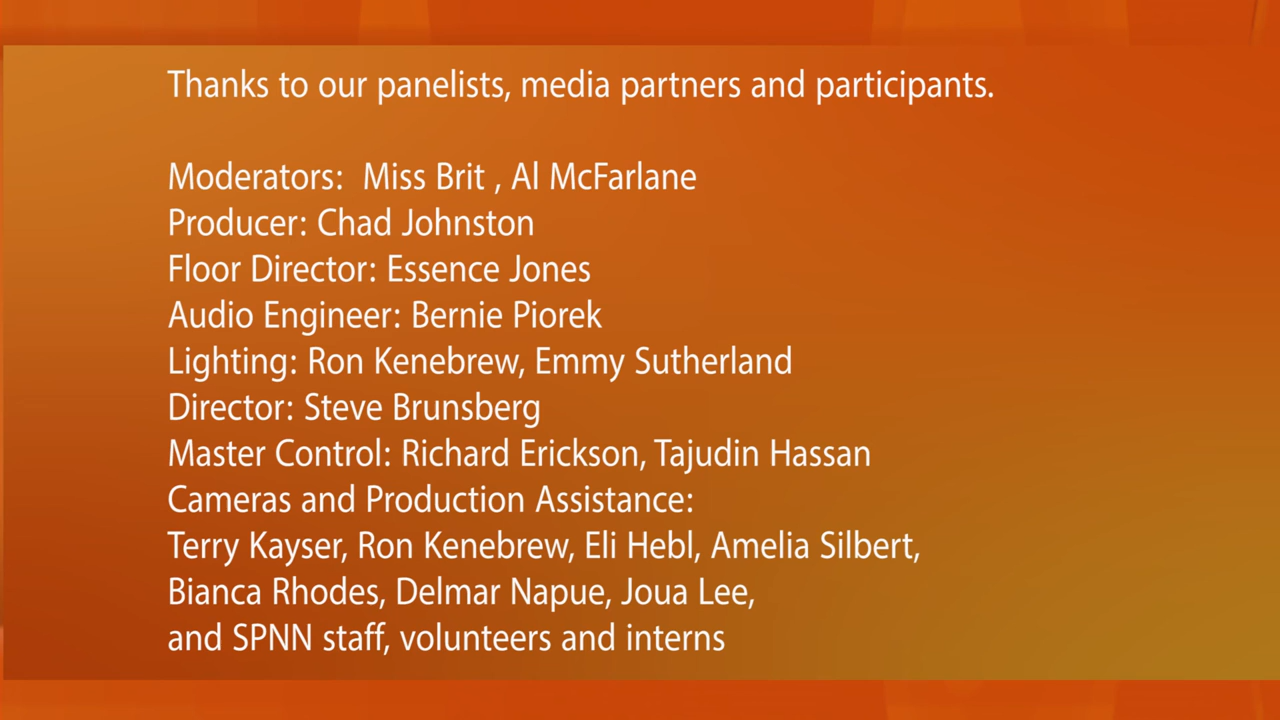 Thanks to our panelists, media partners and participants.
Moderators:  Miss Brit , Al McFarlane
Producer: Chad Johnston
Floor Director: Essence Jones
Audio Engineer: Bernie Piorek
Lighting: Ron Kenebrew, Emmy Sutherland
Director: Steve Brunsberg
Master Control: Richard Erickson, Tajudin Hassan
Cameras and Production Assistance:
Terry Kayser, Ron Kenebrew, Eli Hebl, Amelia Silbert,
Bianca Rhodes, Delmar Napue, Joua Lee,
and SPNN staff, volunteers and interns